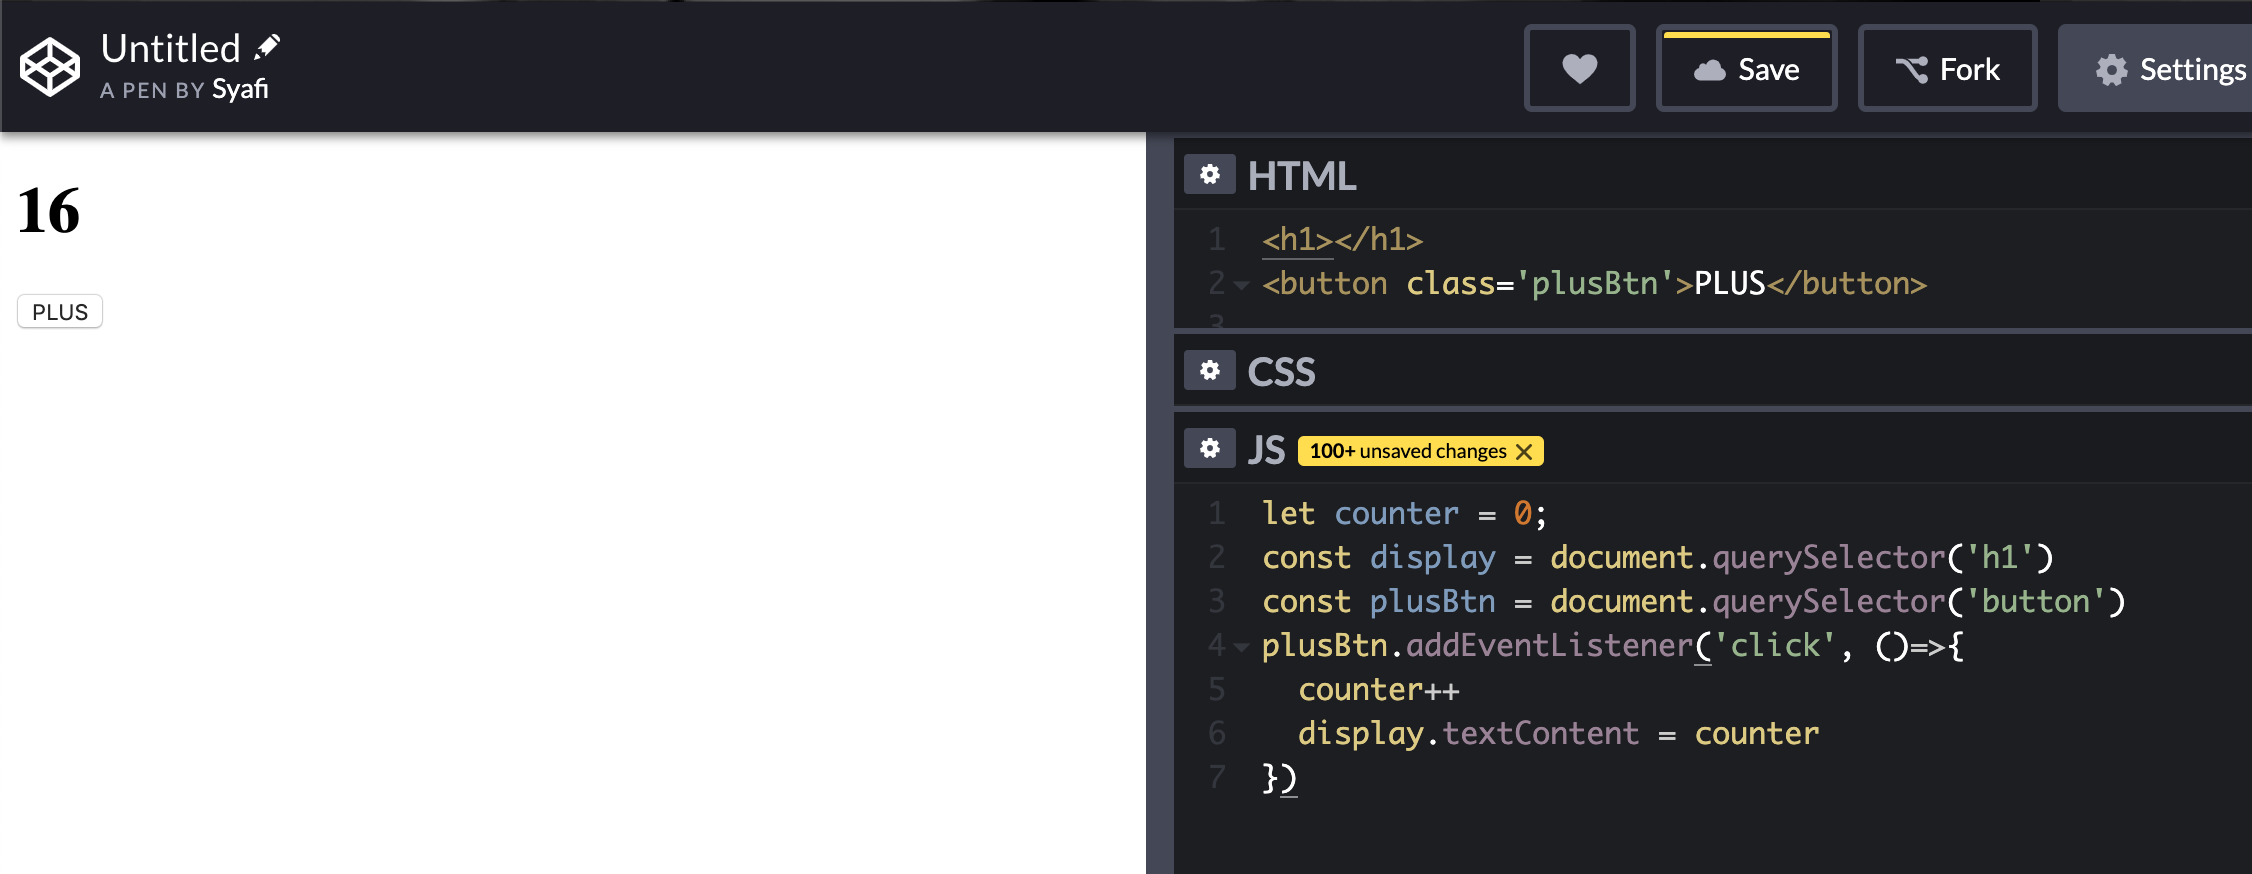 Untitled
A PEN BY Syafi
Save
Fork
Settings
16
PLUS
HTML
1 <h1></h1>
2 <button class='plusBtn'>PLUS</button>
3
CSS
JS 100+ unsaved changes
1 let counter = 0;
2 const display = document.querySelector('h1')
3 const plusBtn = document.querySelector('button')
4 plusBtn.addEventListener('click', ()=>{
5 counter++
6 display.textContent = counter
7 })